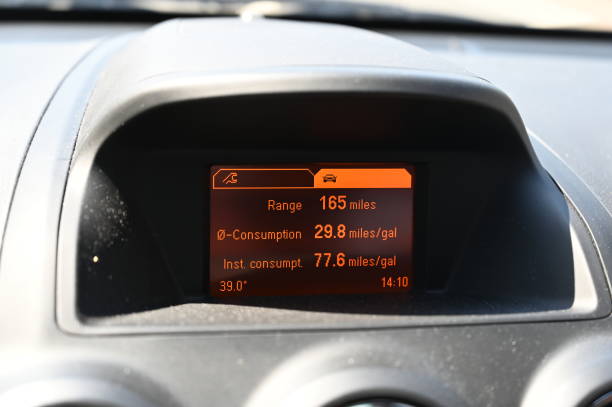 Range 165 miles
Ø-Consumption 29.8 miles/gal
Inst. consumpt. 77.6 miles/gal
39.0° 14:10